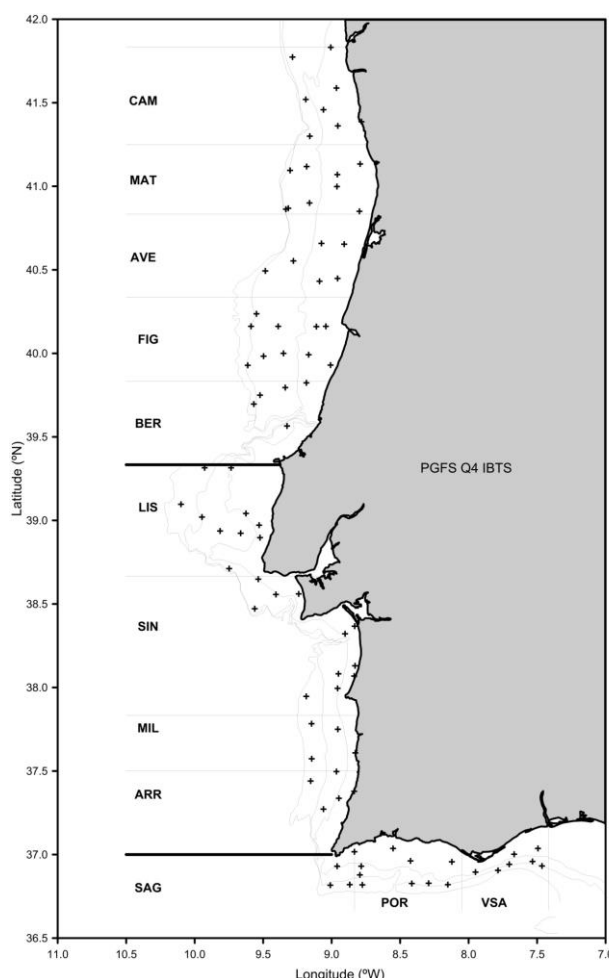 42.0
41.5
41.0
40.5
40.0
39.5
39.0
38.5
38.0
37.5
37.0
36.5
Latitude (ºN)
CAM
MAT
AVE
FIG
BER
LIS
SIN
MIL
ARR
SAG
POR
VSA
PGFS Q4 IBTS
11.0 10.5 10.0 9.5 9.0 8.5 8.0 7.5 7.0
Longitude (ºW)